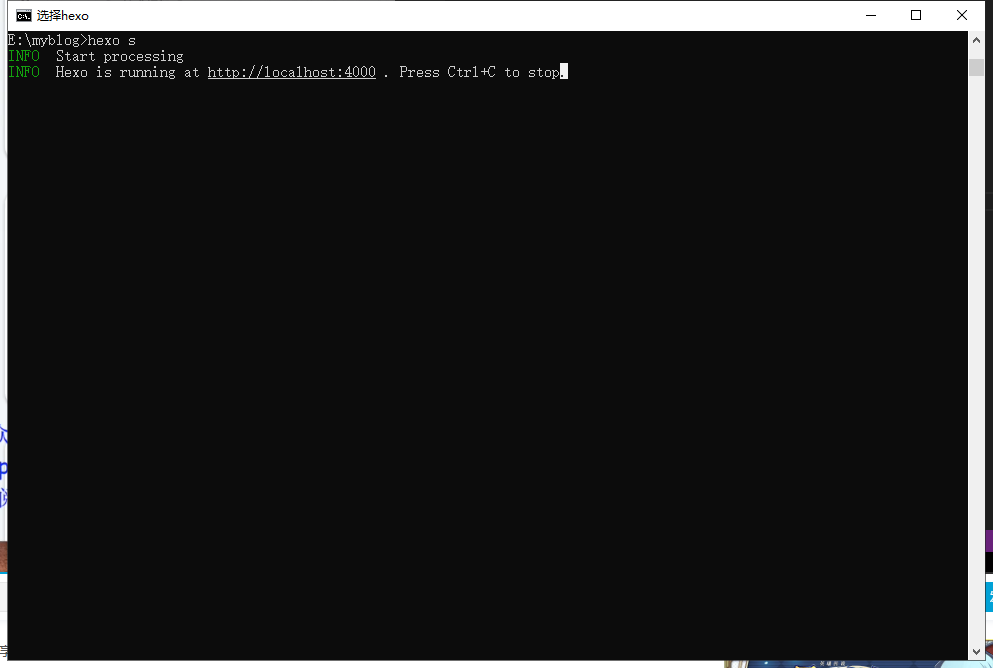 选择hexo
E:\myblog>hexo s
INFO  Start processing
INFO  Hexo is running at http://localhost:4000 . Press Ctrl+C to stop.